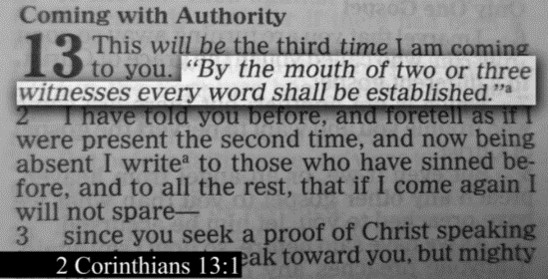 Coming with Authority
13 This will be the third time I am coming
to you. "By the mouth of two or three
witnesses every word shall be established."a
2 I have told you before, and foretell as if I
were present the second time, and now being
absent I writea to those who have sinned be-
fore, and to all the rest, that if I come again I
will not spare—
3 since you seek a proof of Christ speaking
eak toward you, but mighty
2 Corinthians 13:1